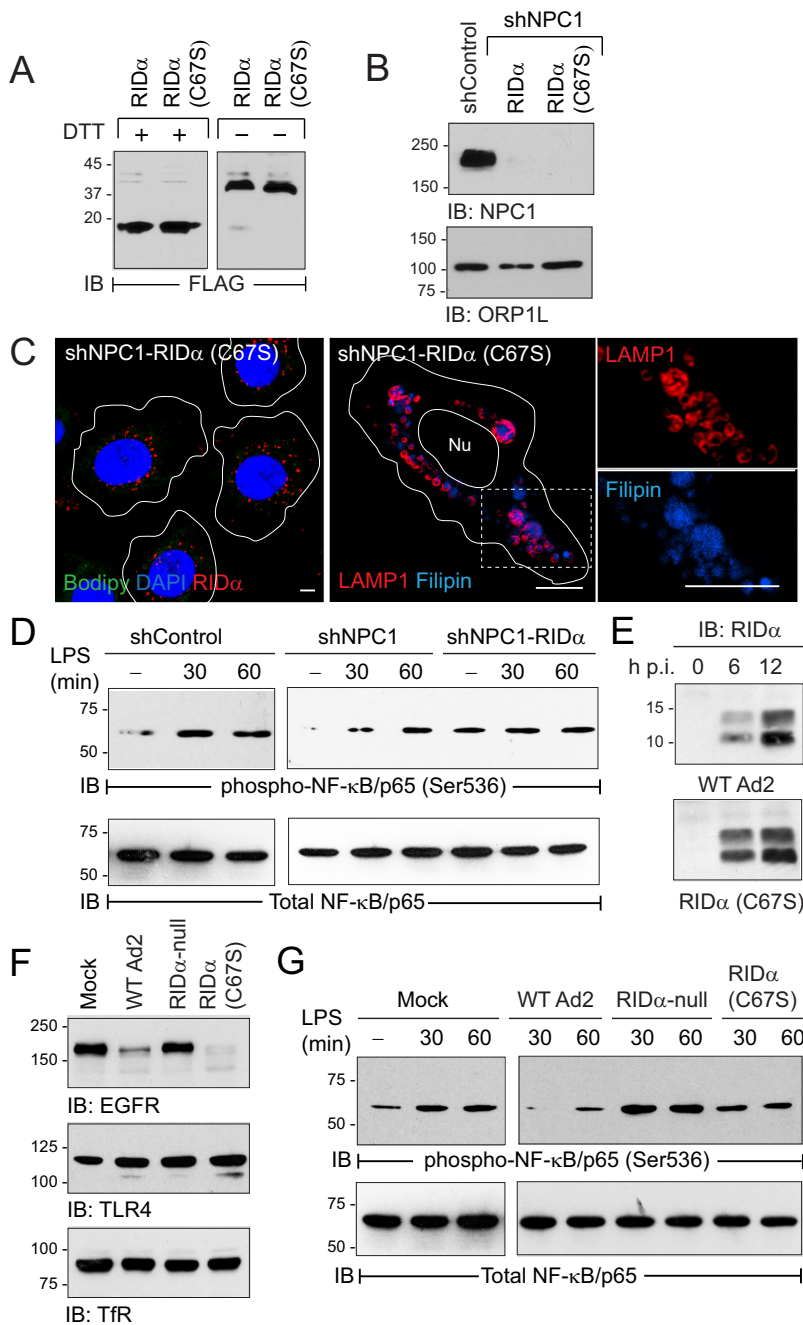 A
RIDα
RIDα (C67S)
RIDα
RIDα (C67S)
DTT + + − −
45
37
20
IB FLAG
B
shNPC1
shControl
RIDα
RIDα (C67S)
250
150
IB: NPC1
150
100
75
IB: ORP1L
C
shNPC1-RIDα (C67S)
Bodipy DAPI RIDα
shNPC1-RIDα (C67S)
Nu
LAMP1 Filipin
LAMP1
Filipin
D
shControl shNPC1 shNPC1-RIDα
LPS (min) − 30 60 − 30 60 − 30 60
75
50
IB phospho-NF-κB/p65 (Ser536)
75
50
IB Total NF-κB/p65
E
IB: RIDα
h p.i. 0 6 12
15
10
WT Ad2
RIDα (C67S)
F
Mock
WT Ad2
RIDα-null
RIDα (C67S)
250
150
IB: EGFR
125
100
IB: TLR4
100
75
IB: TfR
G
Mock WT Ad2 RIDα-null RIDα (C67S)
LPS (min) − 30 60 30 60 30 60 30 60
75
50
IB phospho-NF-κB/p65 (Ser536)
75
50
IB Total NF-κB/p65